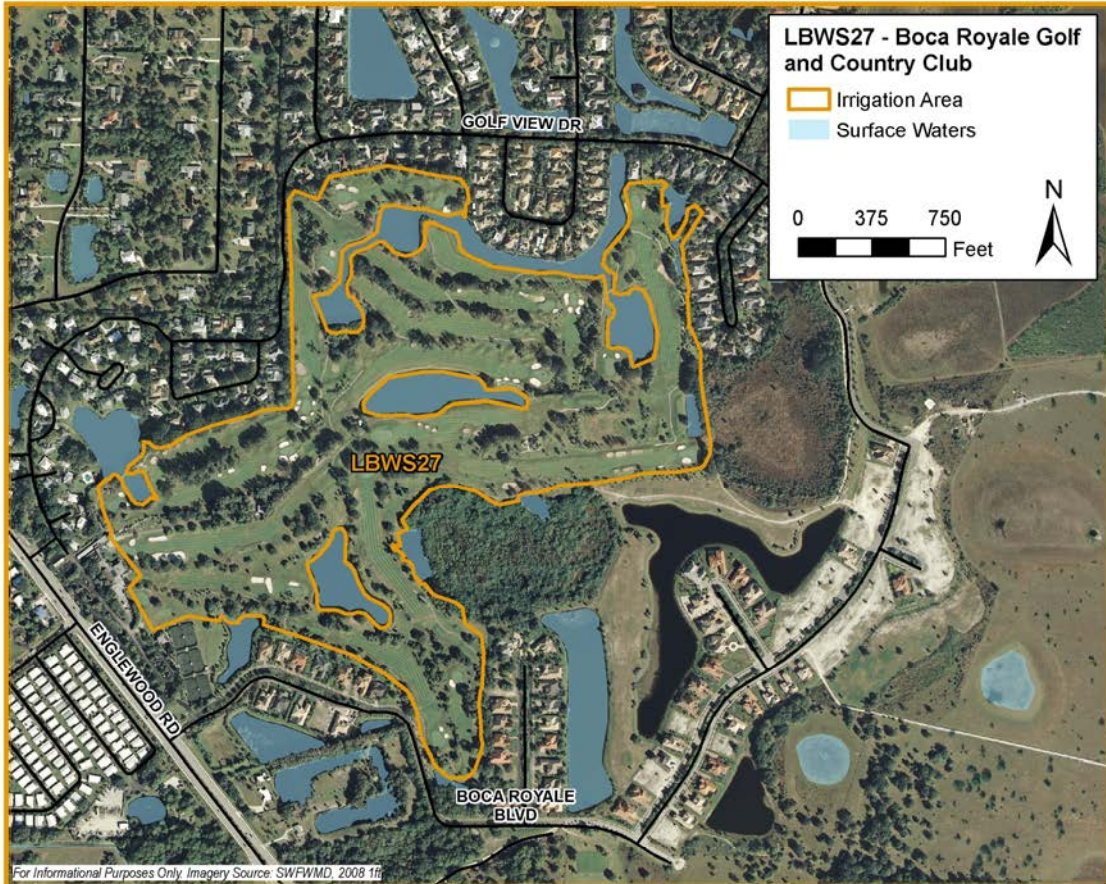 LBWS27 - Boca Royale Golf
and Country Club
Irrigation Area
Surface Waters
N
0 375 750
Feet
GOLF VIEW DR
LBWS27
ENGLEWOOD RD
BOCA ROYALE
BLVD
For Informational Purposes Only. Imagery Source: SWFWMD, 2008 1ft